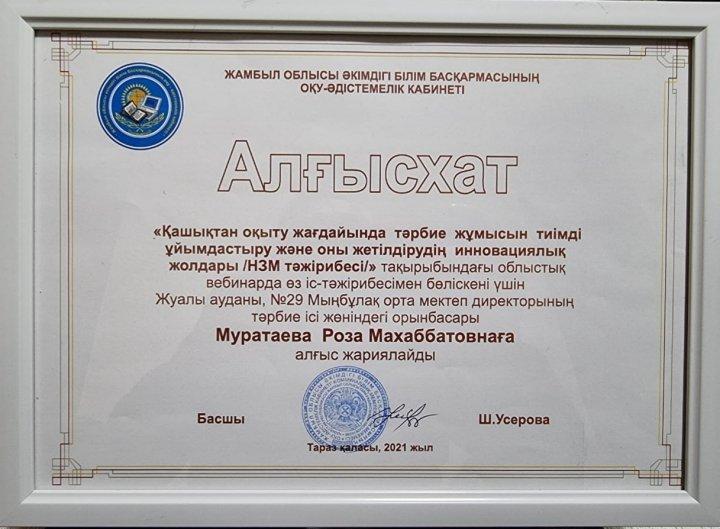 ЖАМБЫЛ ОБЛЫСЫ ӘКІМДІГІ БІЛІМ БАСҚАРМАСЫНЫҢ
ОҚУ-ӘДІСТЕМЕЛІК КАБИНЕТІ
Алғысхат
«Қашықтан оқыту жағдайында тәрбие жұмысын тиімді
ұйымдастыру және оны жетілдірудің инновациялық
жолдары /НЗМ тәжірибесі/» тақырыбындағы облыстық
вебинарда өз іс-тәжірибесімен бөліскені үшін
Жуалы ауданы, №29 Мыңбұлақ орта мектеп директорының
тәрбие ісі жөніндегі орынбасары
Муратаева Роза Махаббатовнаға
алғыс жариялайды
Басшы Ш.Усерова
Тараз қаласы, 2021 жыл